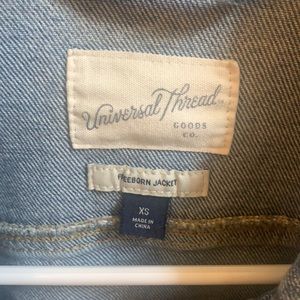 Universal Thread
GOODS
CO.
FREEBORN JACKET
XS
MADE IN
CHINA